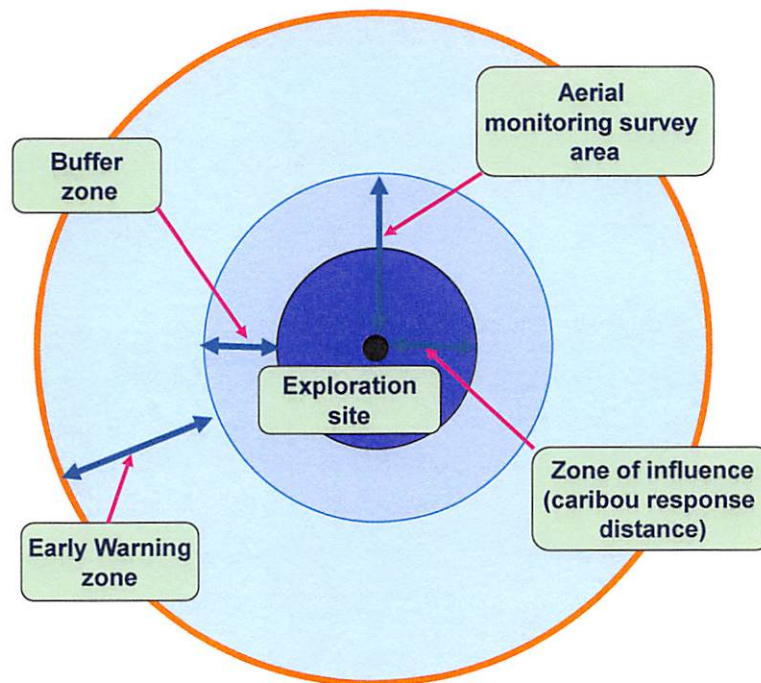 Aerial
monitoring survey
area
Buffer
zone
Exploration
site
Zone of influence
(caribou response
distance)
Early Warning
zone